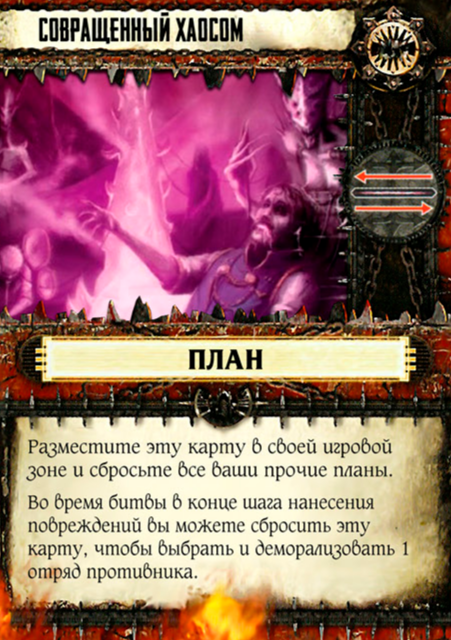 СОВРАЩЕННЫЙ ХАОСОМ
ПЛАН
Разместите эту карту в своей игровой
зоне и сбросьте все ваши прочие планы.
Во время битвы в конце шага нанесения
повреждений вы можете сбросить эту
карту, чтобы выбрать и деморализовать 1
отряд противника.